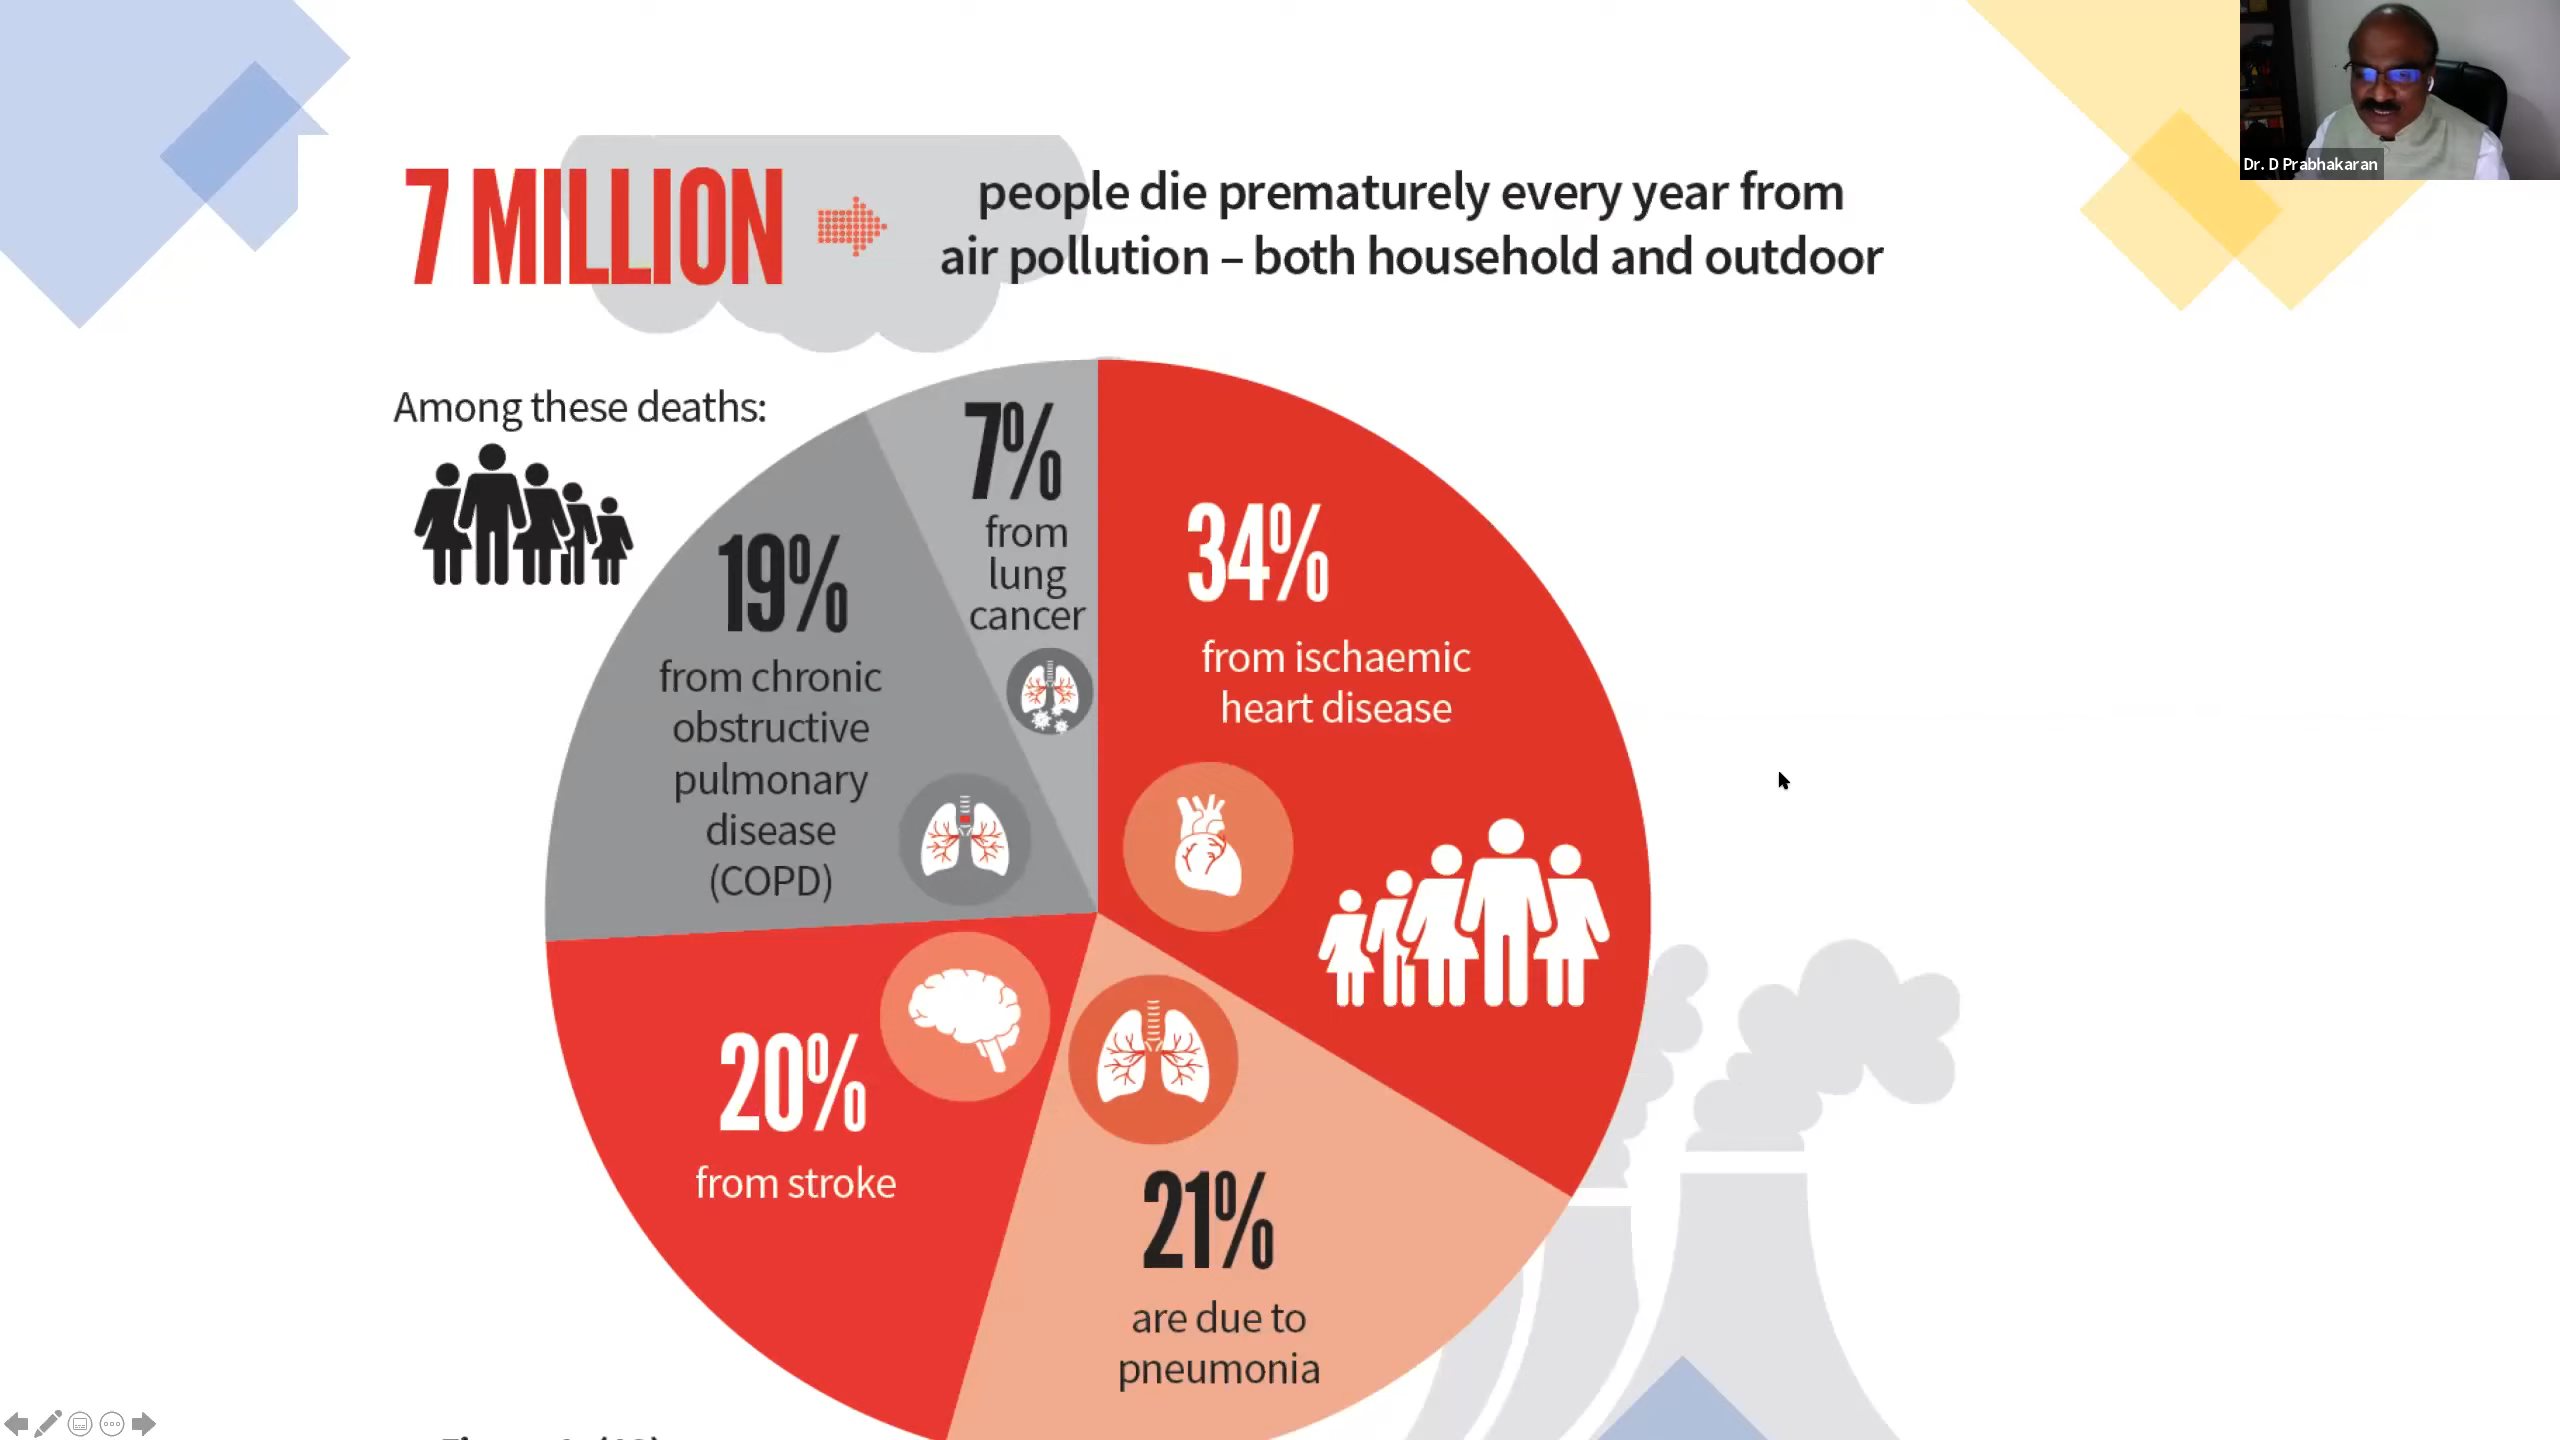 Dr. D Prabhakaran
7 MILLION
people die prematurely every year from
air pollution – both household and outdoor
Among these deaths:
7%
from
lung
cancer
34%
from ischaemic
heart disease
19%
from chronic
obstructive
pulmonary
disease
(COPD)
20%
from stroke
21%
are due to
pneumonia